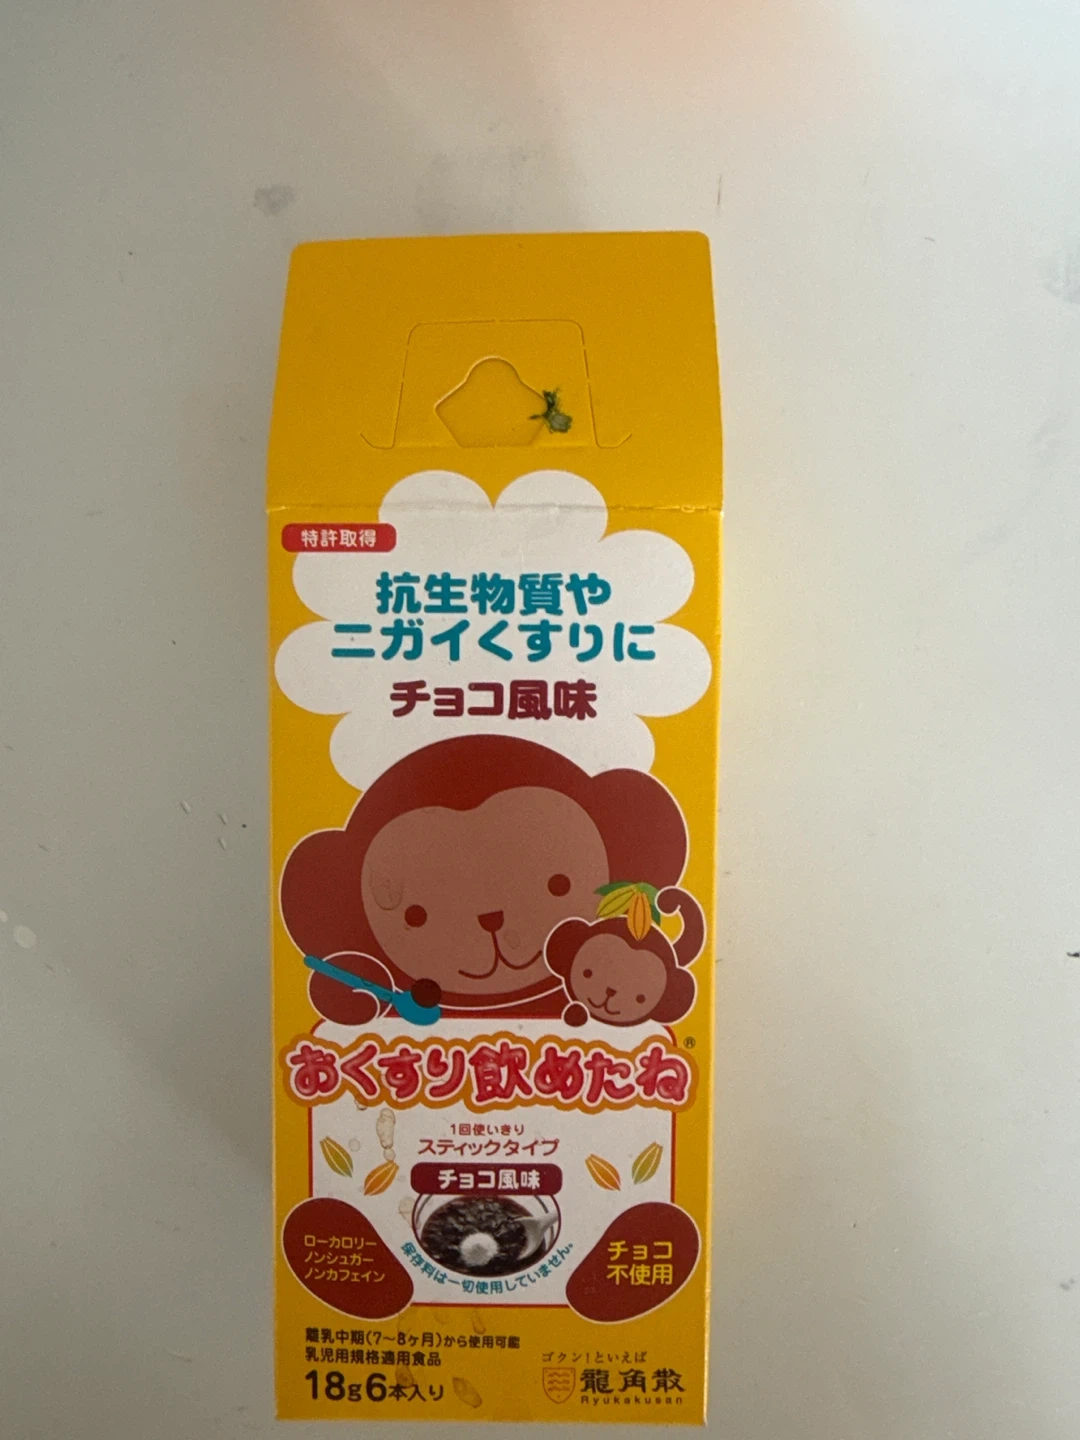 特許取得
抗生物質や
ニガイくすりに
チョコ風味
おくすり飲めたね®
1回使いきり
スティックタイプ
チョコ風味
保存料は一切使用していません。
ローカロリー
ノンシュガー
ノンカフェイン
チョコ
不使用
離乳中期(7〜8ヶ月)から使用可能
乳児用規格適用食品
18g6本入り
ゴクン!といえば
龍角散
Ryukakusan